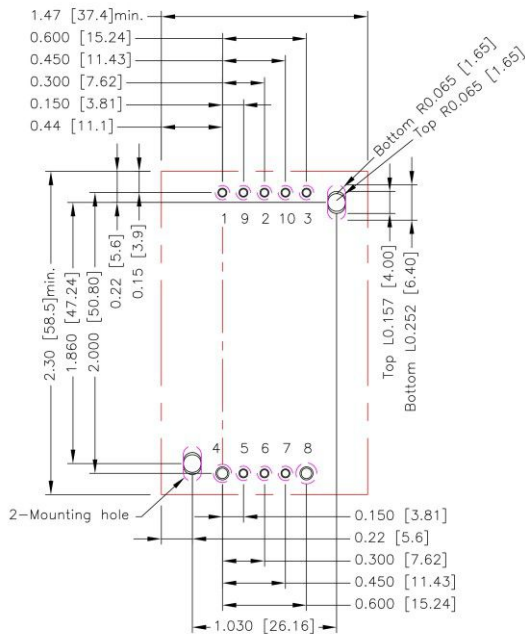 1.47 [37.4]min.
0.600 [15.24]
0.450 [11.43]
0.300 [7.62]
0.150 [3.81]
0.44 [11.1]
Bottom R0.065 [1.65]
Top R0.065 [1.65]
1 9 2 10 3
2.30 [58.5]min.
1.860 [47.24]
2.000 [50.80]
0.22 [5.6]
0.15 [3.9]
Top L0.157 [4.00]
Bottom L0.252 [6.40]
4 5 6 7 8
2-Mounting hole
0.150 [3.81]
0.22 [5.6]
0.300 [7.62]
0.450 [11.43]
0.600 [15.24]
1.030 [26.16]